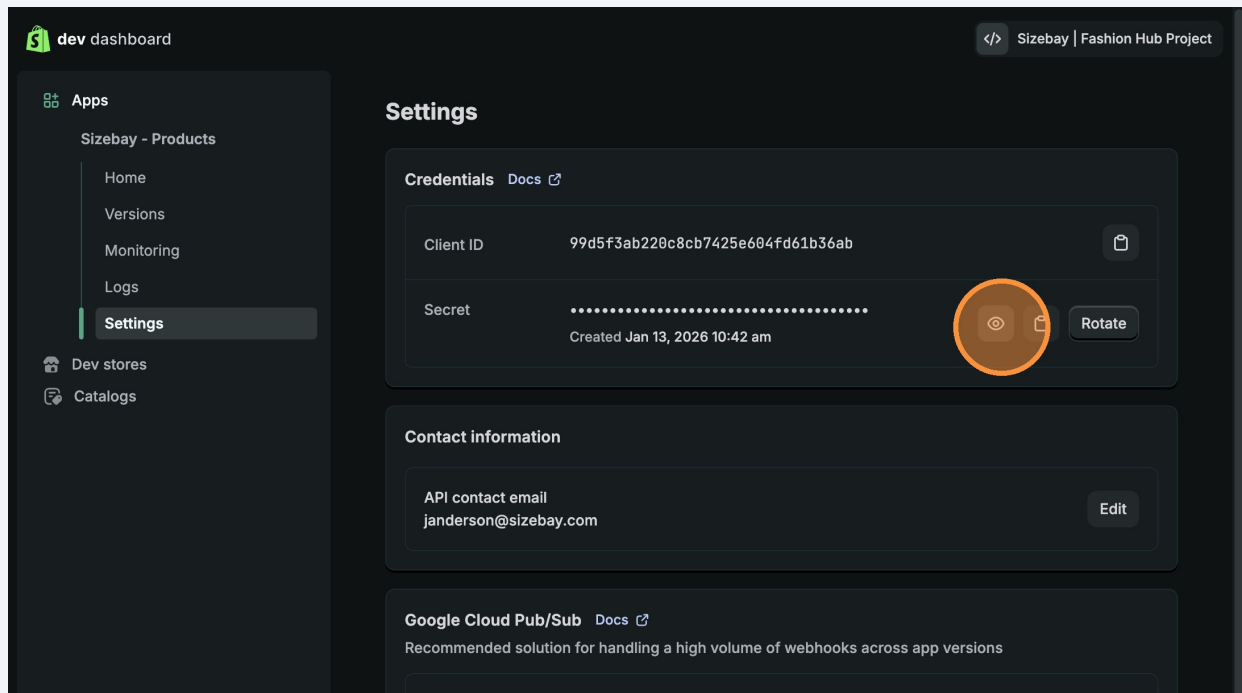 dev dashboard
</> Sizebay | Fashion Hub Project
Apps
Sizebay - Products
Home
Versions
Monitoring
Logs
Settings
Dev stores
Catalogs
Settings
Credentials Docs
Client ID 99d5f3ab220c8cb7425e604fd61b36ab
Secret ••••••••••••••••••••••••••••••••••••••
Created Jan 13, 2026 10:42 am
Rotate
Contact information
API contact email
janderson@sizebay.com
Edit
Google Cloud Pub/Sub Docs
Recommended solution for handling a high volume of webhooks across app versions